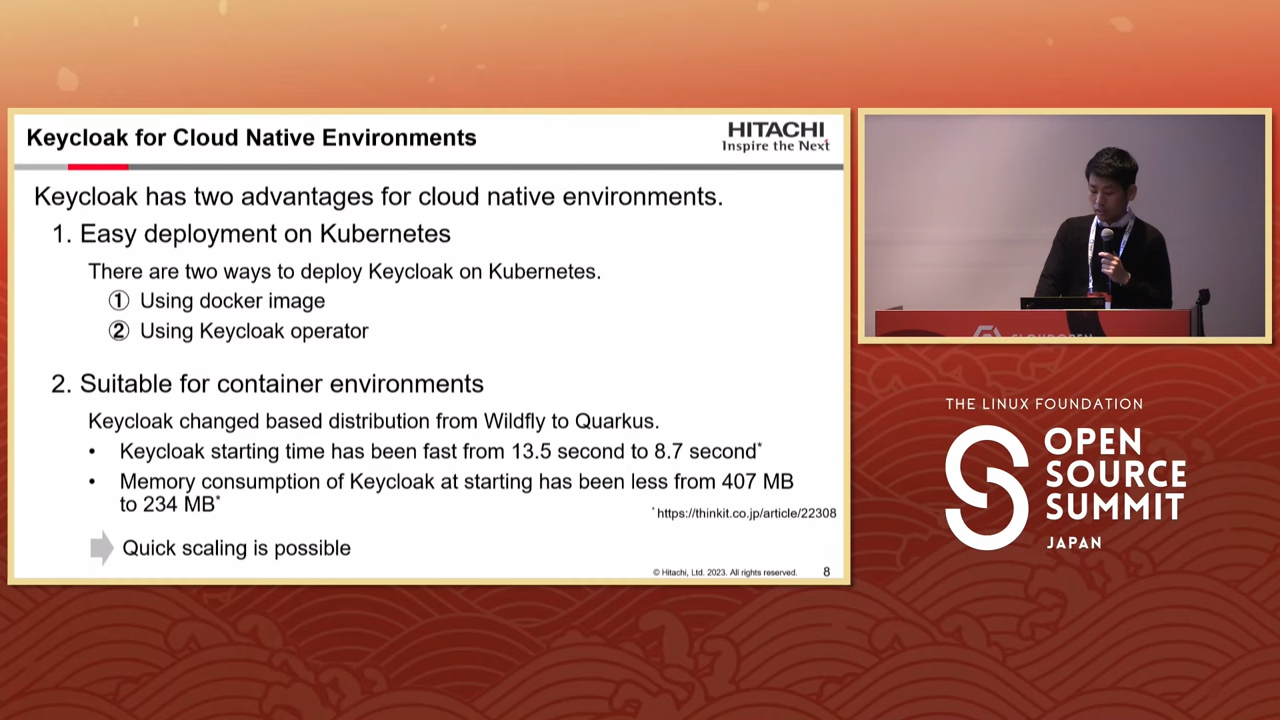 Keycloak for Cloud Native Environments
HITACHI
Inspire the Next
Keycloak has two advantages for cloud native environments.
1. Easy deployment on Kubernetes
There are two ways to deploy Keycloak on Kubernetes.
① Using docker image
② Using Keycloak operator
2. Suitable for container environments
Keycloak changed based distribution from Wildfly to Quarkus.
• Keycloak starting time has been fast from 13.5 second to 8.7 second*
• Memory consumption of Keycloak at starting has been less from 407 MB
to 234 MB*
* https://thinkit.co.jp/article/22308
Quick scaling is possible
© Hitachi, Ltd. 2023. All rights reserved.
8
CLOUDOPEN
THE LINUX FOUNDATION
OPEN
SOURCE
SUMMIT
JAPAN